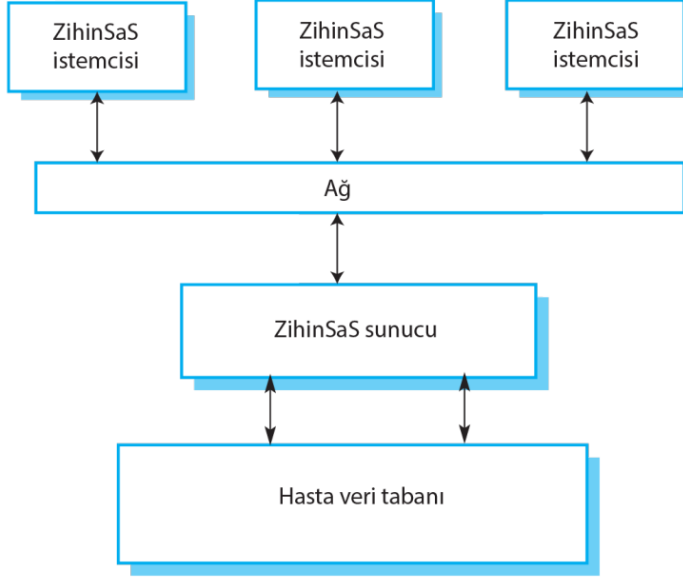 ZihinSaS
istemcisi
ZihinSaS
istemcisi
ZihinSaS
istemcisi
Ağ
ZihinSaS sunucu
Hasta veri tabanı